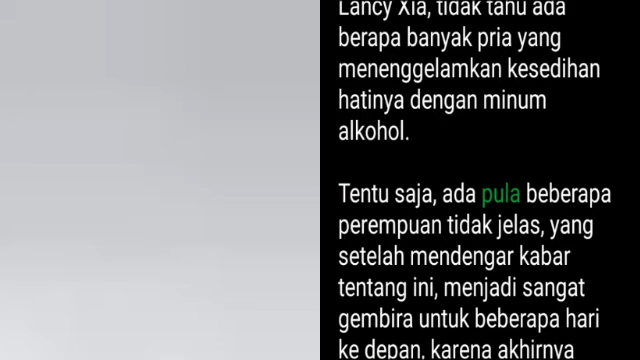 Lancy Xia, tidak tahu ada
berapa banyak pria yang
menenggelamkan kesedihan
hatinya dengan minum
alkohol.
Tentu saja, ada pula beberapa
perempuan tidak jelas, yang
setelah mendengar kabar
tentang ini, menjadi sangat
gembira untuk beberapa hari
ke depan, karena akhirnya